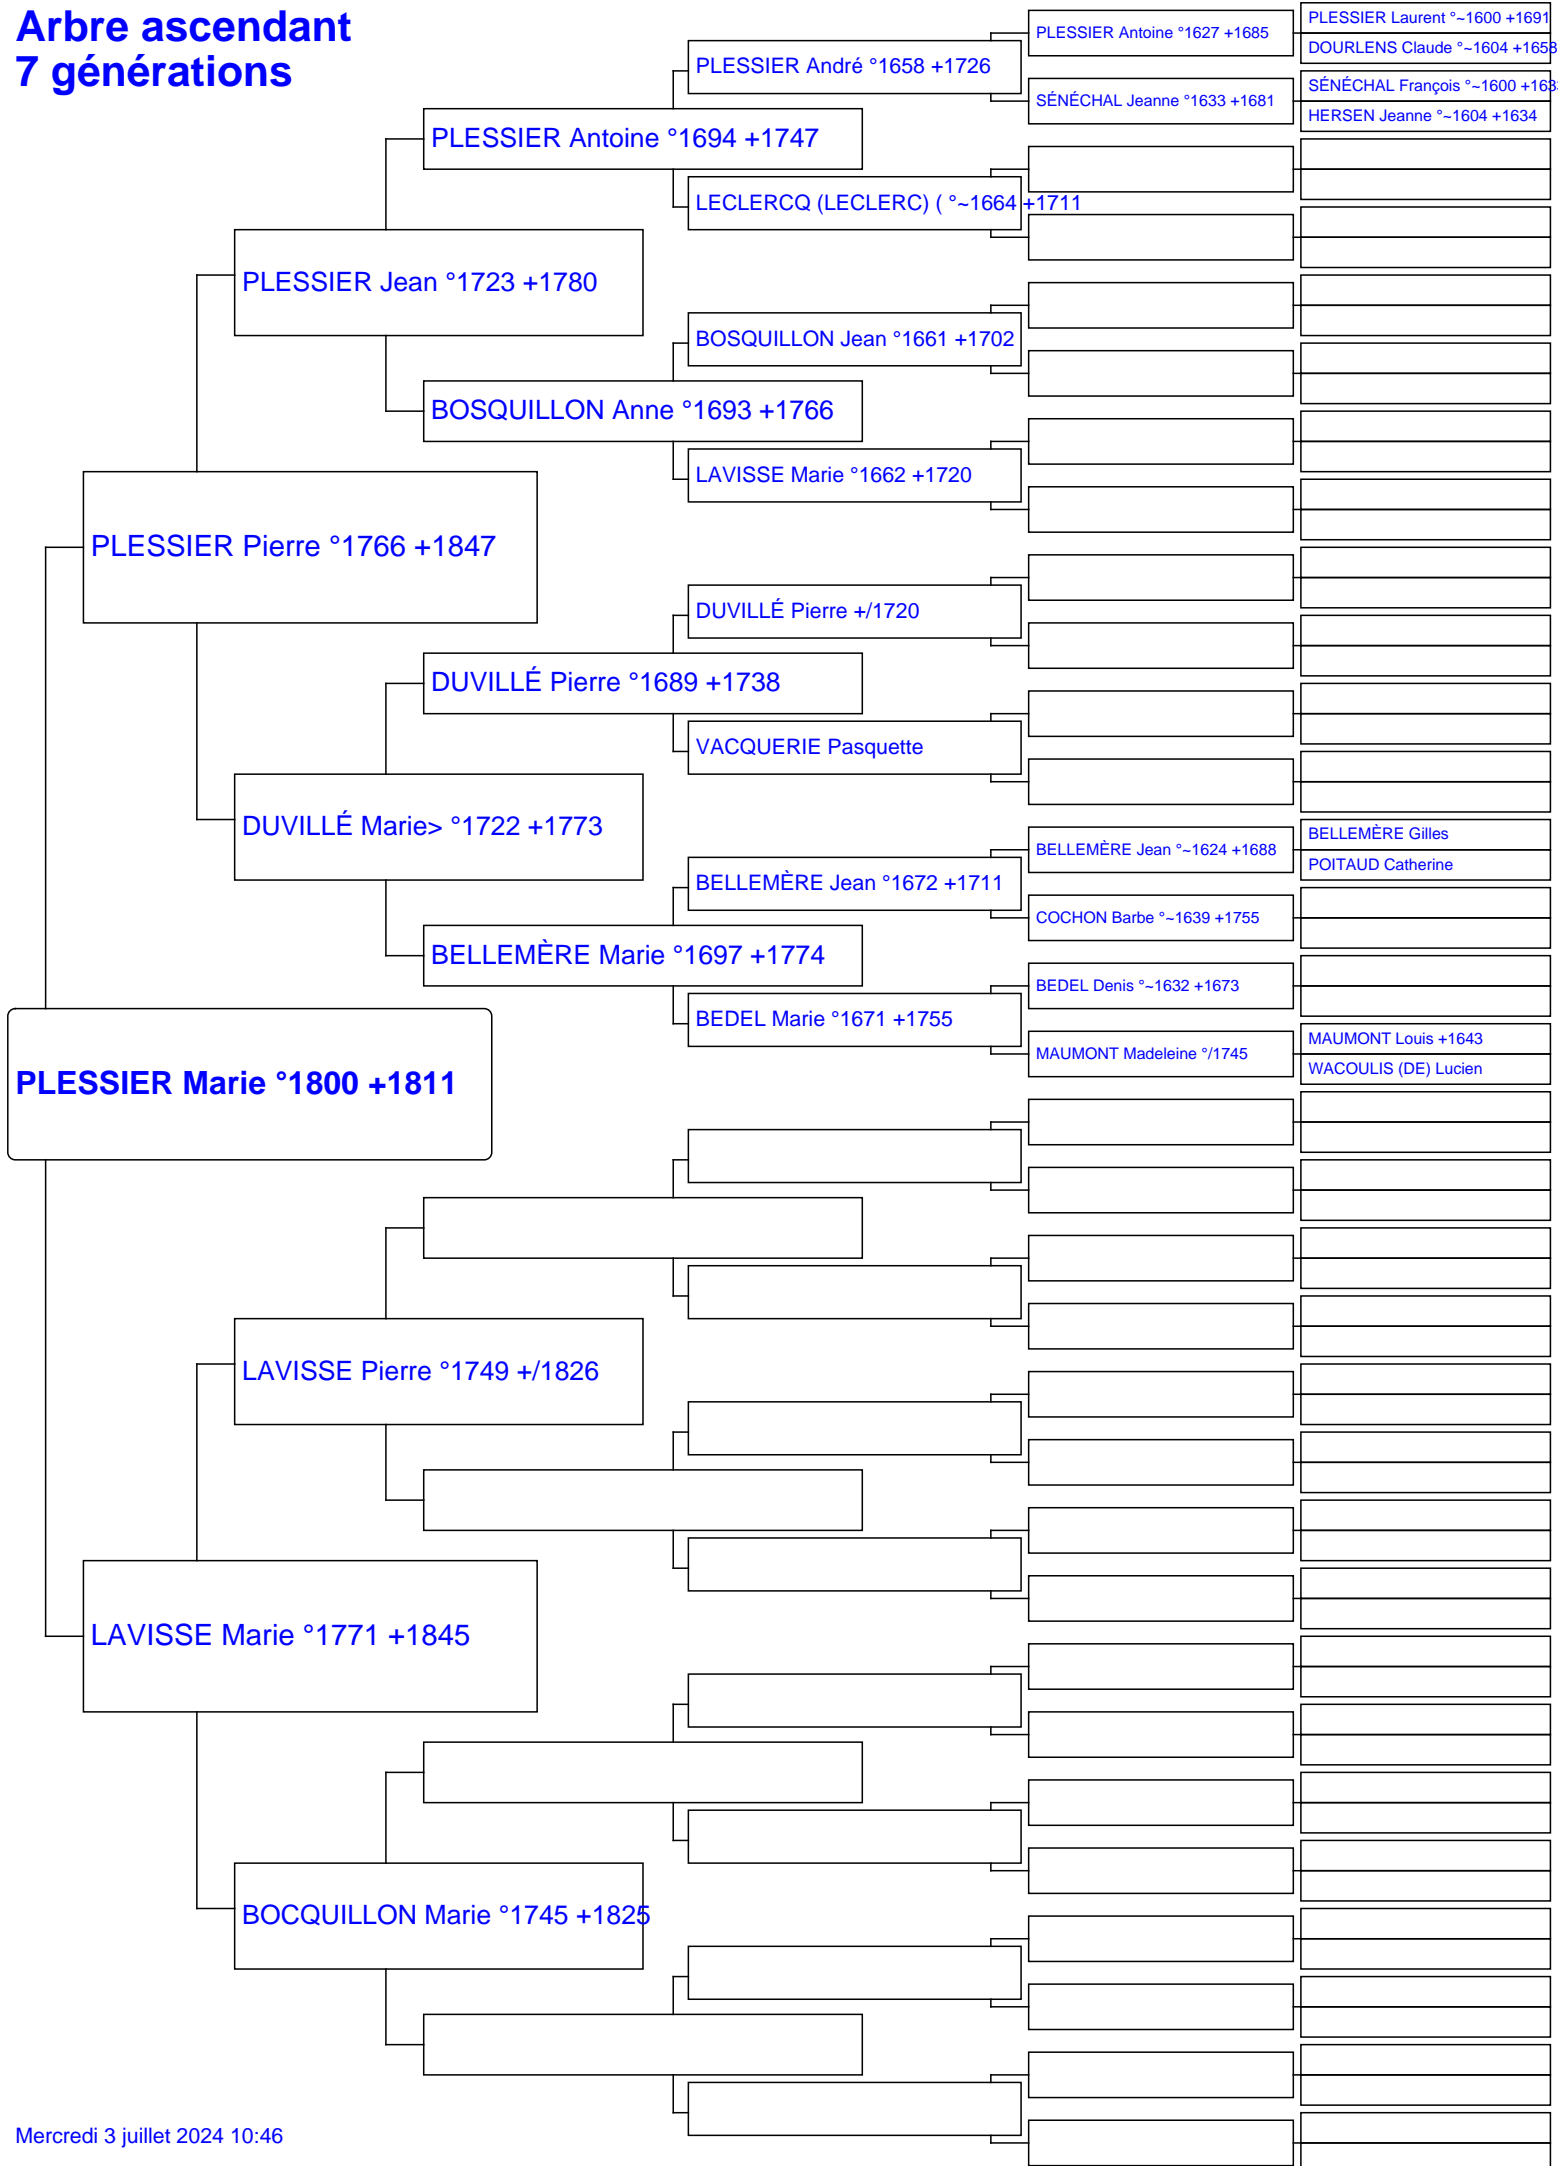 Arbre ascendant
7 générations
PLESSIER Laurent °~1600 +1691
PLESSIER Antoine °1627 +1685
DOURLENS Claude °~1604 +1658
PLESSIER André °1658 +1726
SÉNÉCHAL François °~1600 +163
SÉNÉCHAL Jeanne °1633 +1681
HERSEN Jeanne °~1604 +1634
PLESSIER Antoine °1694 +1747
LECLERCQ (LECLERC) ( °~1664 +1711
PLESSIER Jean °1723 +1780
BOSQUILLON Jean °1661 +1702
BOSQUILLON Anne °1693 +1766
LAVISSE Marie °1662 +1720
PLESSIER Pierre °1766 +1847
DUVILLÉ Pierre +/1720
DUVILLÉ Pierre °1689 +1738
VACQUERIE Pasquette
DUVILLÉ Marie> °1722 +1773
BELLEMÈRE Gilles
BELLEMÈRE Jean °~1624 +1688
POITAUD Catherine
BELLEMÈRE Jean °1672 +1711
COCHON Barbe °~1639 +1755
BELLEMÈRE Marie °1697 +1774
BEDEL Denis °~1632 +1673
BEDEL Marie °1671 +1755
MAUMONT Louis +1643
MAUMONT Madeleine °/1745
WACOULIS (DE) Lucien
PLESSIER Marie °1800 +1811
LAVISSE Pierre °1749 +/1826
LAVISSE Marie °1771 +1845
BOCQUILLON Marie °1745 +1825
Mercredi 3 juillet 2024 10:46